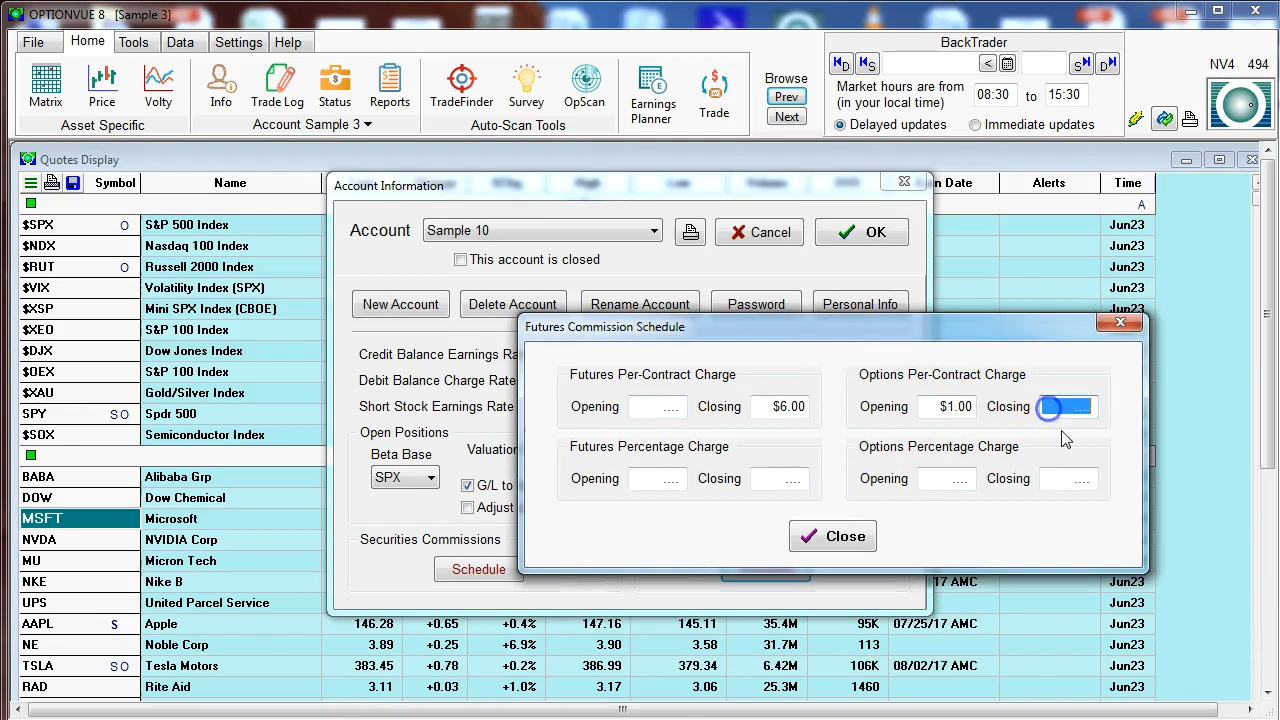 OPTIONVUE 8 [Sample 3]
File Home Tools Data Settings Help
Matrix Price Volty Info Trade Log Status Reports TradeFinder Survey OpScan Earnings Planner Trade
Asset Specific Account Sample 3 Auto-Scan Tools
Browse
Prev
Next
BackTrader
D S < S D
Market hours are from
(in your local time) 08:30 to 15:30
Delayed updates Immediate updates
NV4 494
Quotes Display
Symbol Name Date Alerts Time
A
$SPX O S&P 500 Index Jun23
$NDX Nasdaq 100 Index Jun23
$RUT O Russell 2000 Index Jun23
$VIX Volatility Index (SPX) Jun23
$XSP Mini SPX Index (CBOE) Jun23
$XEO S&P 100 Index
$DJX Dow Jones Index
$OEX S&P 100 Index
$XAU Gold/Silver Index
SPY S O Spdr 500
$SOX Semiconductor Index
BABA Alibaba Grp
DOW Dow Chemical
MSFT Microsoft
NVDA NVIDIA Corp
MU Micron Tech
NKE Nike B 17 AMC Jun23
UPS United Parcel Service Jun23
AAPL S Apple 146.28 +0.65 +0.4% 147.16 145.11 35.4M 95K 07/25/17 AMC Jun23
NE Noble Corp 3.89 +0.25 +6.9% 3.90 3.58 31.7M 113 Jun23
TSLA S O Tesla Motors 383.45 +0.78 +0.2% 386.99 379.34 6.42M 106K 08/02/17 AMC Jun23
RAD Rite Aid 3.11 +0.03 +1.0% 3.17 3.06 25.3M 1460 Jun23
Account Information
Account Sample 10 Cancel OK
This account is closed
New Account Delete Account Rename Account Password Personal Info
Credit Balance Earnings Ra
Debit Balance Charge Rate
Short Stock Earnings Rate
Open Positions
Beta Base Valuation
SPX G/L to
Adjust
Securities Commissions
Schedule
Futures Commission Schedule
Futures Per-Contract Charge Options Per-Contract Charge
Opening .... Closing $6.00 Opening $1.00 Closing ....
Futures Percentage Charge Options Percentage Charge
Opening .... Closing .... Opening .... Closing ....
Close